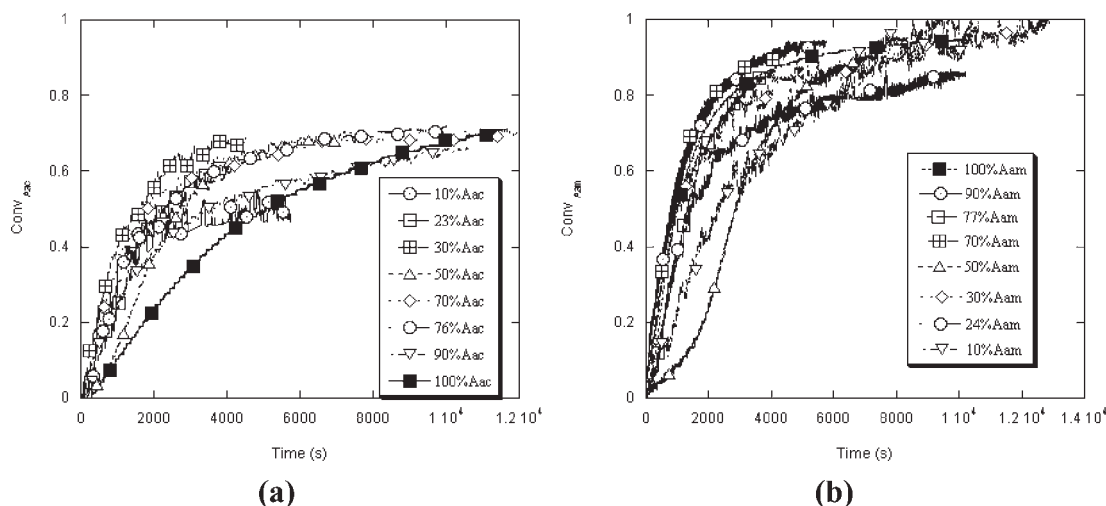 1
0.8
0.6
0.4
0.2
0
Conv Aac
0 2000 4000 6000 8000 10⁴ 1.2 10⁴
Time (s)
10%Aac
23%Aac
30%Aac
50%Aac
70%Aac
76%Aac
90%Aac
100%Aac
(a)
1
0.8
0.6
0.4
0.2
0
Conv Aam
0 2000 4000 6000 8000 10⁴ 1.2 10⁴ 1.4 10⁴
Time (s)
100%Aam
90%Aam
77%Aam
70%Aam
50%Aam
30%Aam
24%Aam
10%Aam
(b)